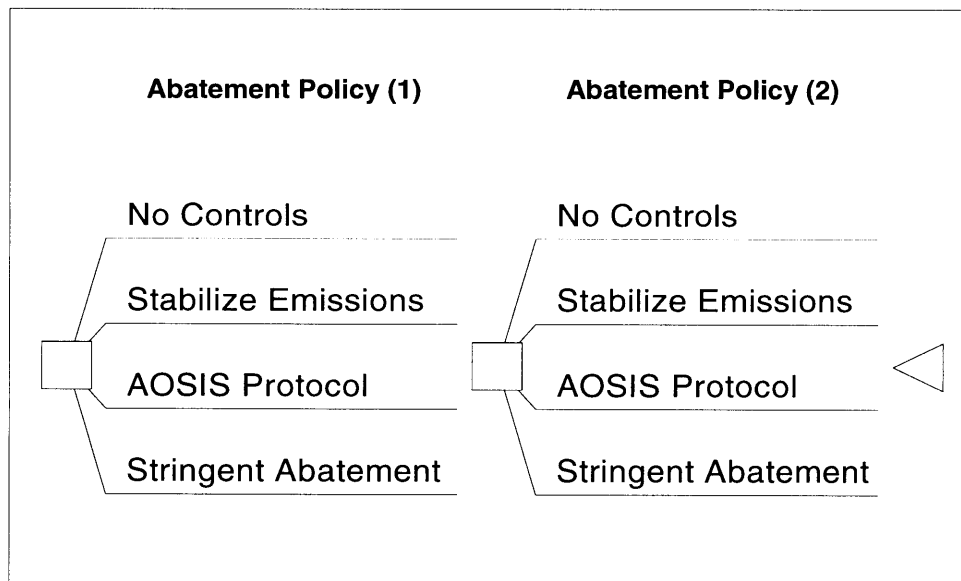 Abatement Policy (1)
Abatement Policy (2)
No Controls
Stabilize Emissions
AOSIS Protocol
Stringent Abatement
No Controls
Stabilize Emissions
AOSIS Protocol
Stringent Abatement